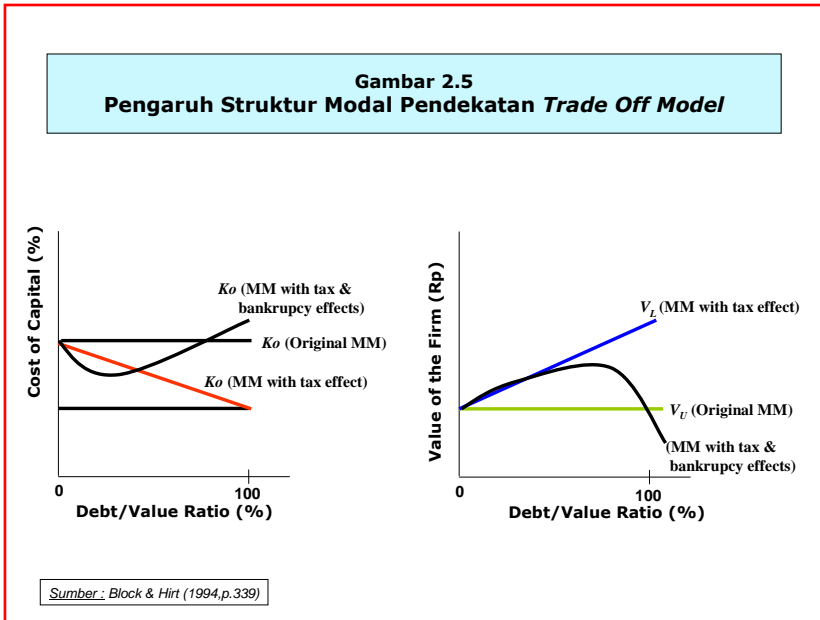 Gambar 2.5
Pengaruh Struktur Modal Pendekatan Trade Off Model
Cost of Capital (%)
Ko (MM with tax &
bankrupcy effects)
Ko (Original MM)
Ko (MM with tax effect)
0
100
Debt/Value Ratio (%)
Value of the Firm (Rp)
VL (MM with tax effect)
VU (Original MM)
(MM with tax &
bankrupcy effects)
0
100
Debt/Value Ratio (%)
Sumber : Block & Hirt (1994,p.339)